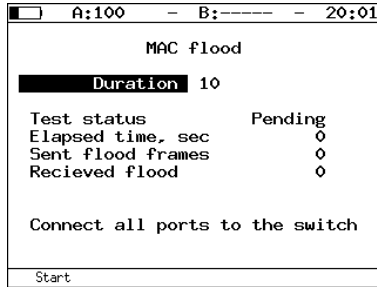 A:100 – B:----- – 20:01
MAC flood
Duration 10
Test status Pending
Elapsed time, sec 0
Sent flood frames 0
Recieved flood 0
Connect all ports to the switch
Start